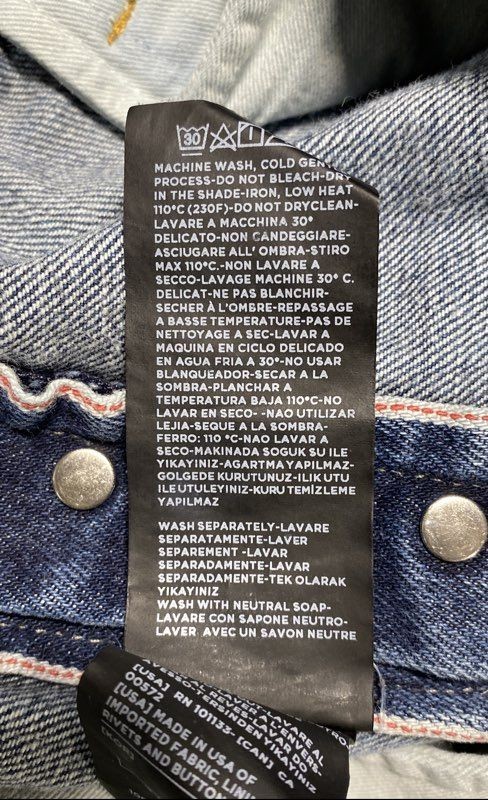 30
MACHINE WASH, COLD GENT
PROCESS-DO NOT BLEACH-DRY
IN THE SHADE-IRON, LOW HEAT
110°C (230F)-DO NOT DRYCLEAN-
LAVARE A MACCHINA 30°
DELICATO-NON CANDEGGIARE-
ASCIUGARE ALL' OMBRA-STIRO
MAX 110°C.-NON LAVARE A
SECCO-LAVAGE MACHINE 30° C.
DELICAT-NE PAS BLANCHIR-
SECHER À L'OMBRE-REPASSAGE
A BASSE TEMPERATURE-PAS DE
NETTOYAGE A SEC-LAVAR A
MAQUINA EN CICLO DELICADO
EN AGUA FRIA A 30°-NO USAR
BLANQUEADOR-SECAR A LA
SOMBRA-PLANCHAR A
TEMPERATURA BAJA 110°C-NO
LAVAR EN SECO- -NAO UTILIZAR
LEJIA-SEQUE A LA SOMBRA-
FERRO: 110 °C-NAO LAVAR A
SECO-MAKINADA SOGUK SU ILE
YIKAYINIZ-AGARTMA YAPILMAZ-
GOLGEDE KURUTUNUZ-ILIK UTU
ILE UTULEYINIZ-KURU TEMİZLEME
YAPILMAZ
WASH SEPARATELY-LAVARE
SEPARATAMENTE-LAVER
SEPAREMENT -LAVAR
SEPARADAMENTE-LAVAR
SEPARADAMENTE-TEK OLARAK
YIKAYINIZ
WASH WITH NEUTRAL SOAP-
LAVARE CON SAPONE NEUTRO-
LAVER AVEC UN SAVON NEUTRE
[USA] RN 101133- [CAN] CA
00572
[USA] MADE IN USA OF
IMPORTED FABRIC, LINI
RIVETS AND BUTTON